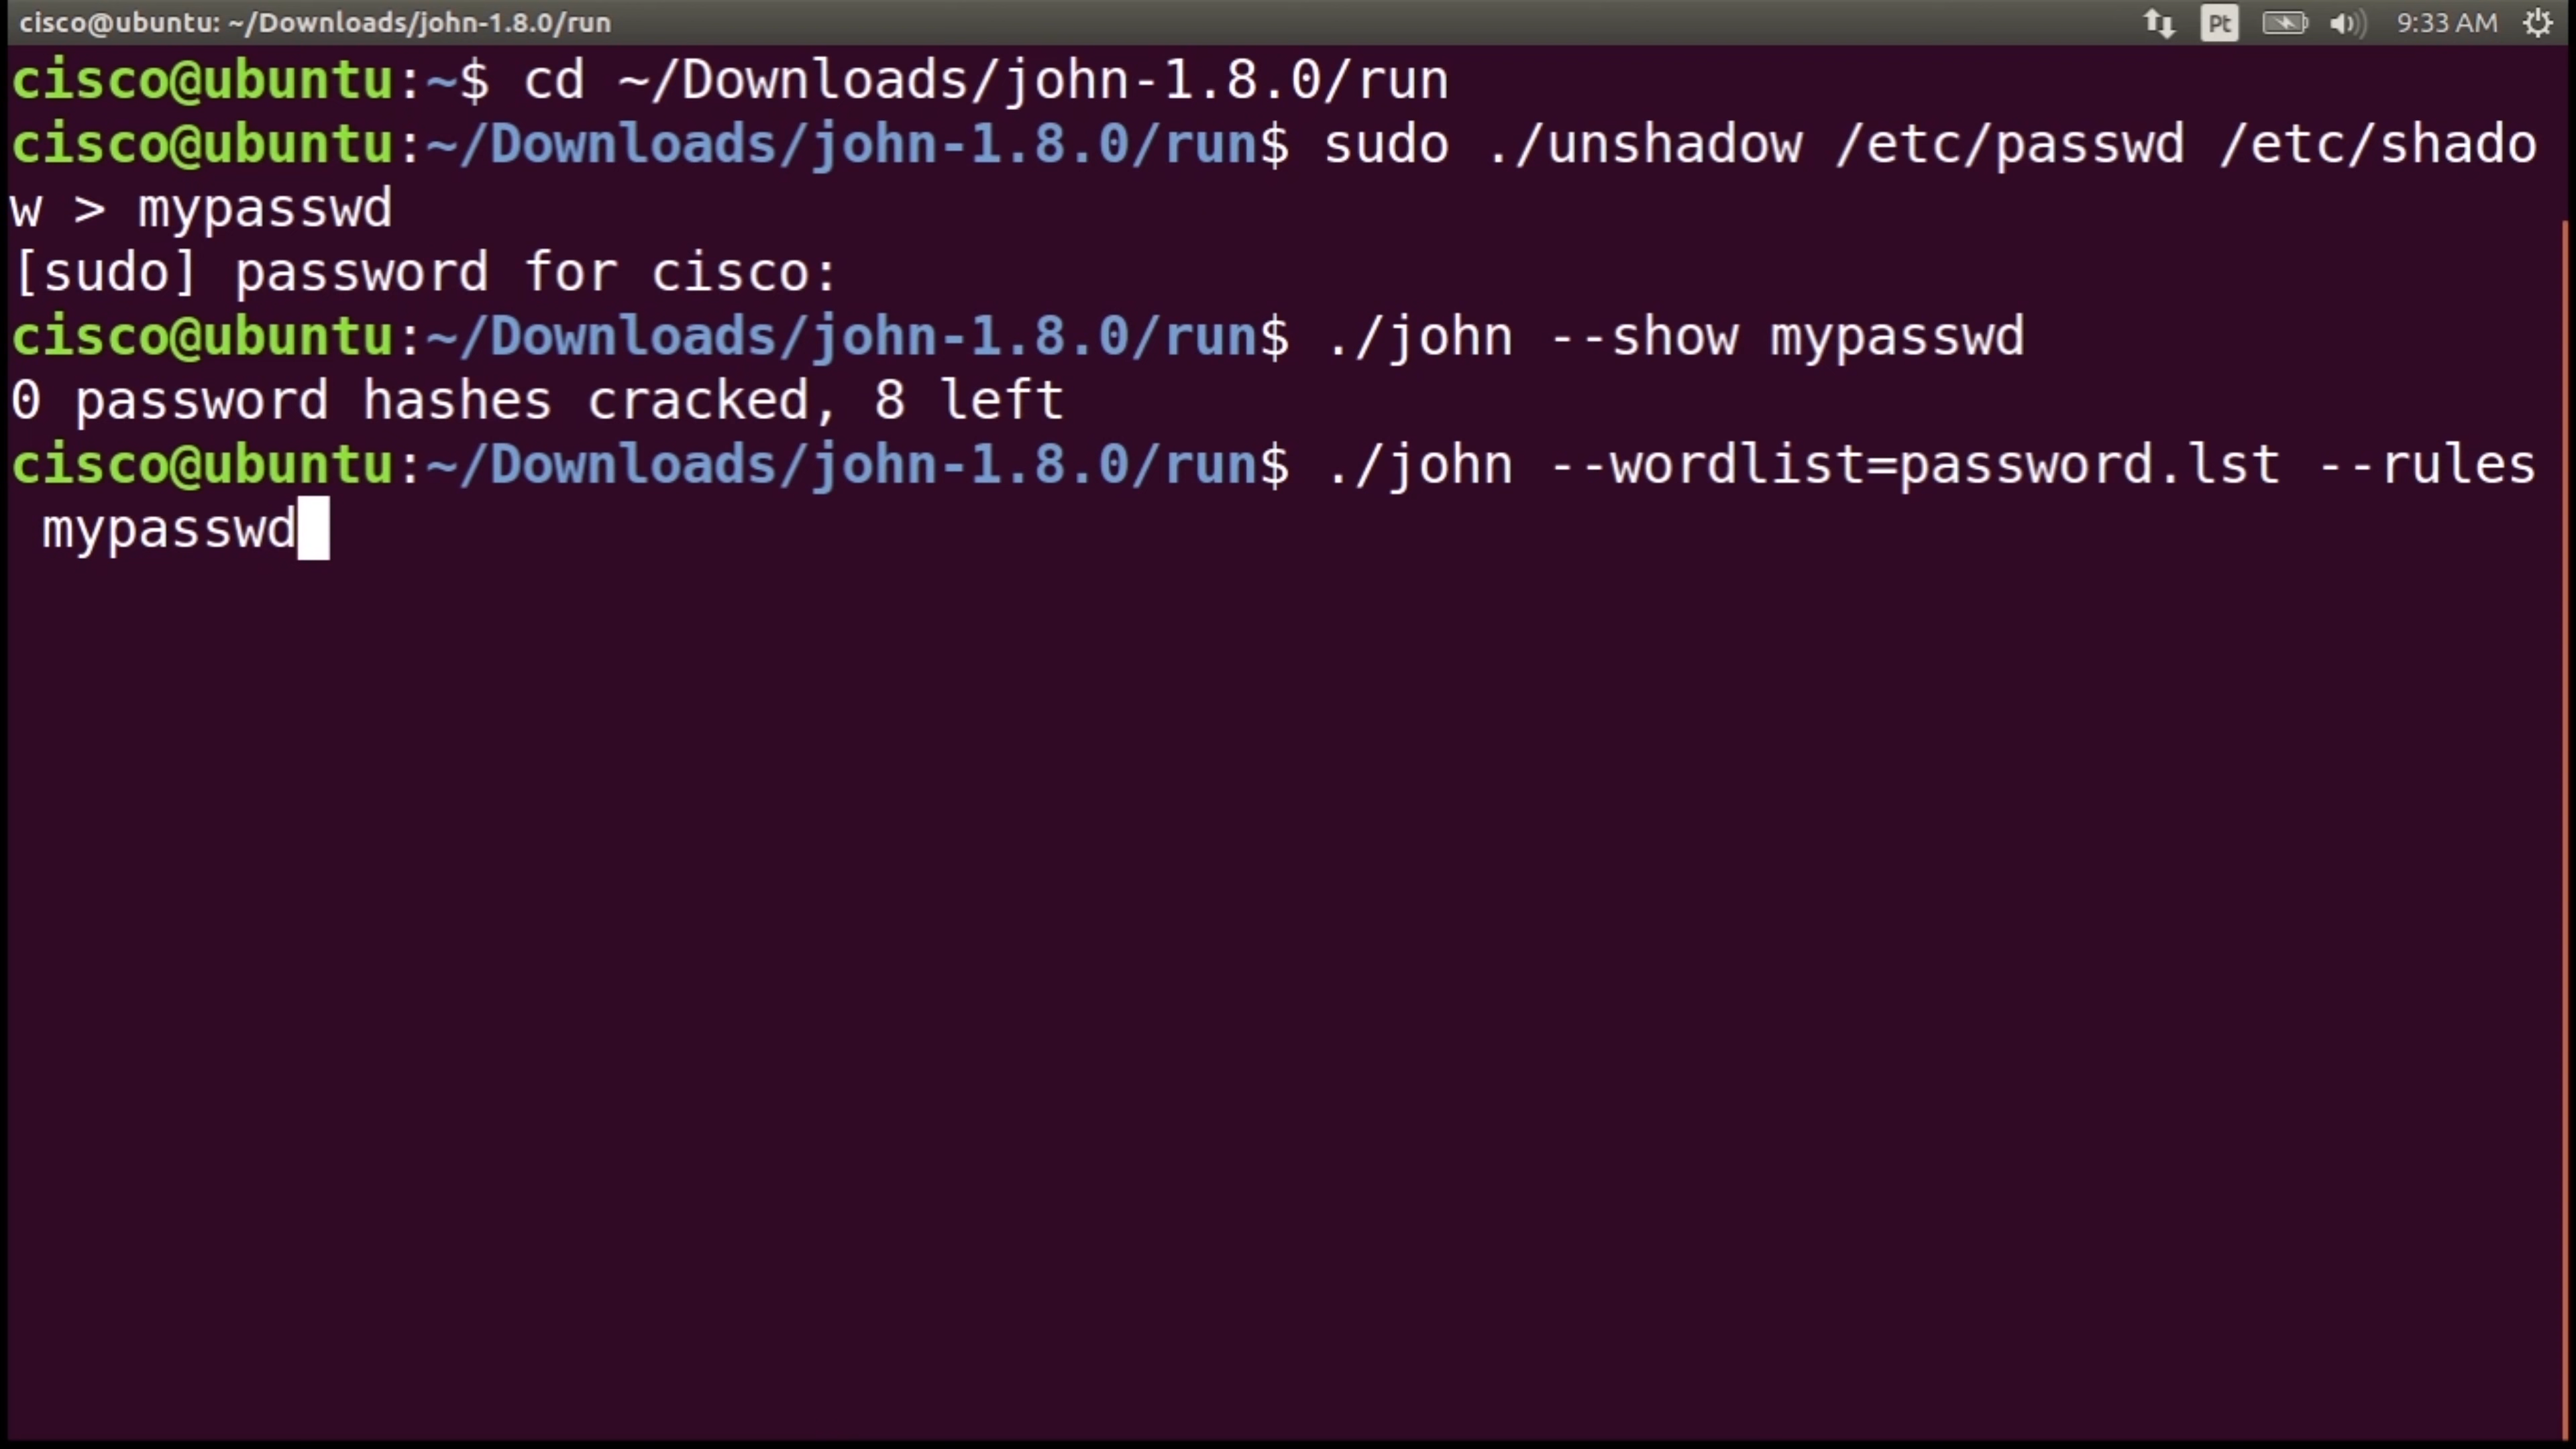 cisco@ubuntu: ~/Downloads/john-1.8.0/run Pt 9:33 AM
cisco@ubuntu:~$ cd ~/Downloads/john-1.8.0/run
cisco@ubuntu:~/Downloads/john-1.8.0/run$ sudo ./unshadow /etc/passwd /etc/shado
w > mypasswd
[sudo] password for cisco:
cisco@ubuntu:~/Downloads/john-1.8.0/run$ ./john --show mypasswd
0 password hashes cracked, 8 left
cisco@ubuntu:~/Downloads/john-1.8.0/run$ ./john --wordlist=password.lst --rules
 mypasswd